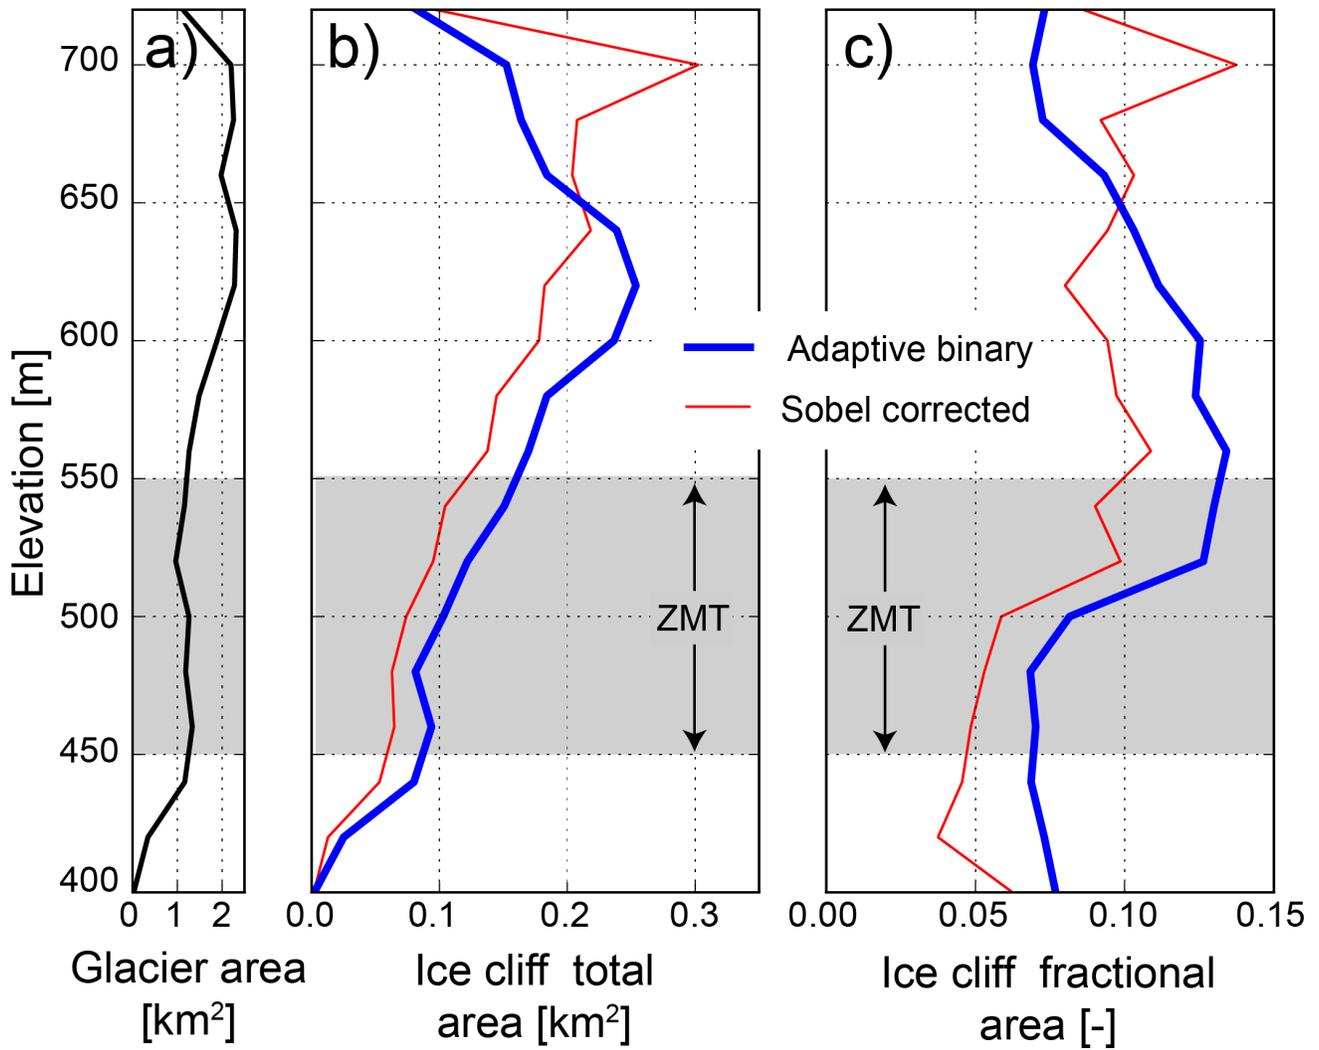 a)
b)
c)
700
650
600
550
500
450
400
Elevation [m]
Adaptive binary
Sobel corrected
ZMT
ZMT
0 1 2
0.0 0.1 0.2 0.3
0.00 0.05 0.10 0.15
Glacier area
[km²]
Ice cliff total
area [km²]
Ice cliff fractional
area [-]